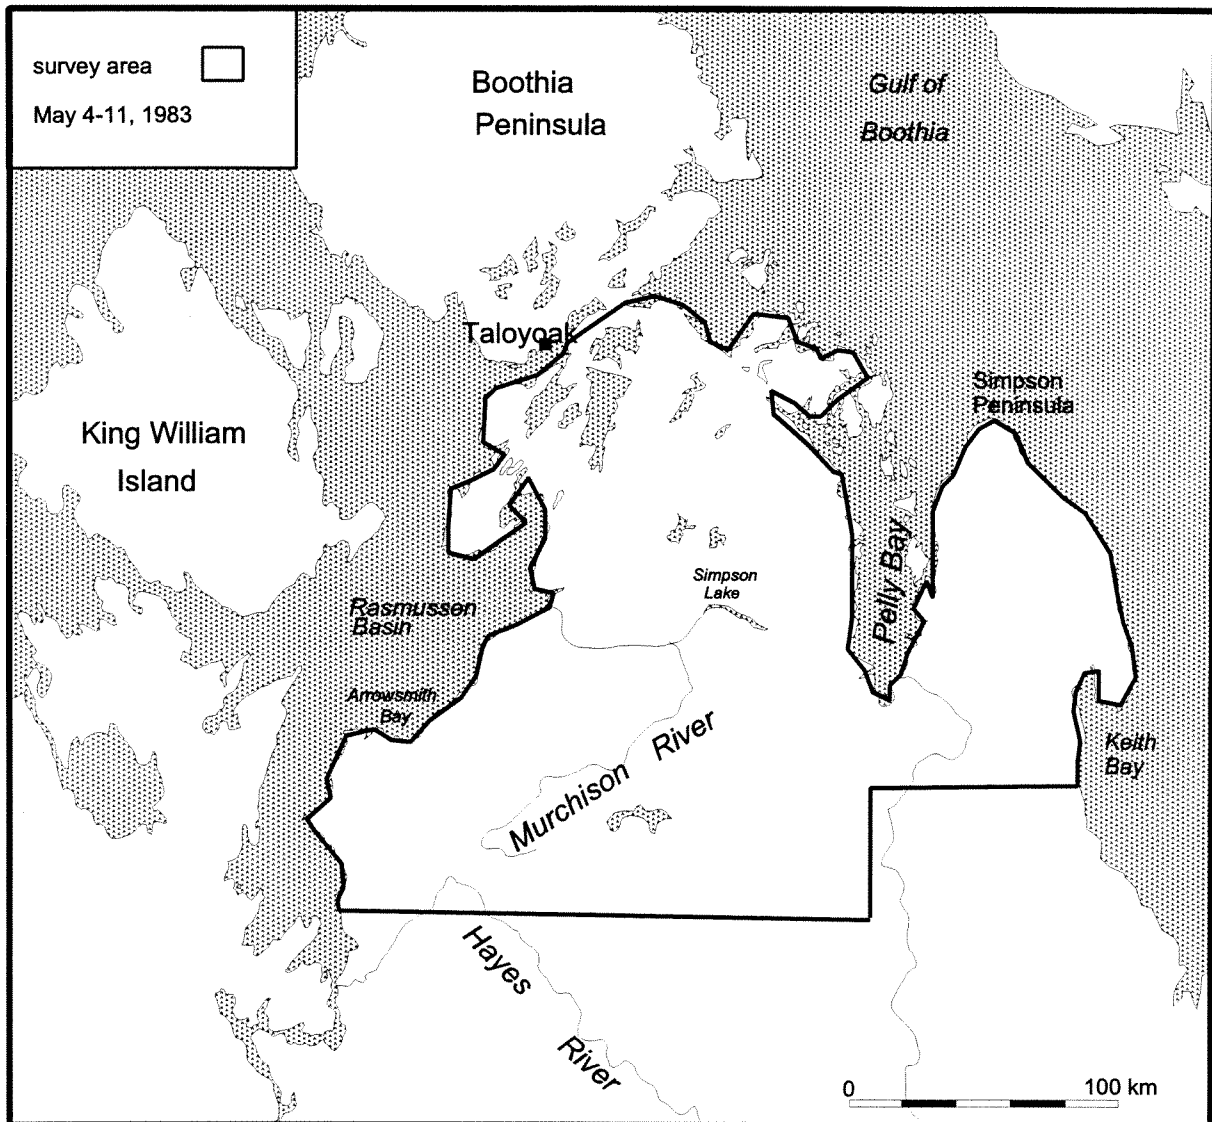 survey area
May 4-11, 1983
Boothia
Peninsula
Gulf of
Boothia
Taloyoak
Simpson
Peninsula
King William
Island
Pelly Bay
Simpson
Lake
Rasmussen
Basin
Arrowsmith
Bay
Murchison River
Keith
Bay
Hayes
River
0 100 km